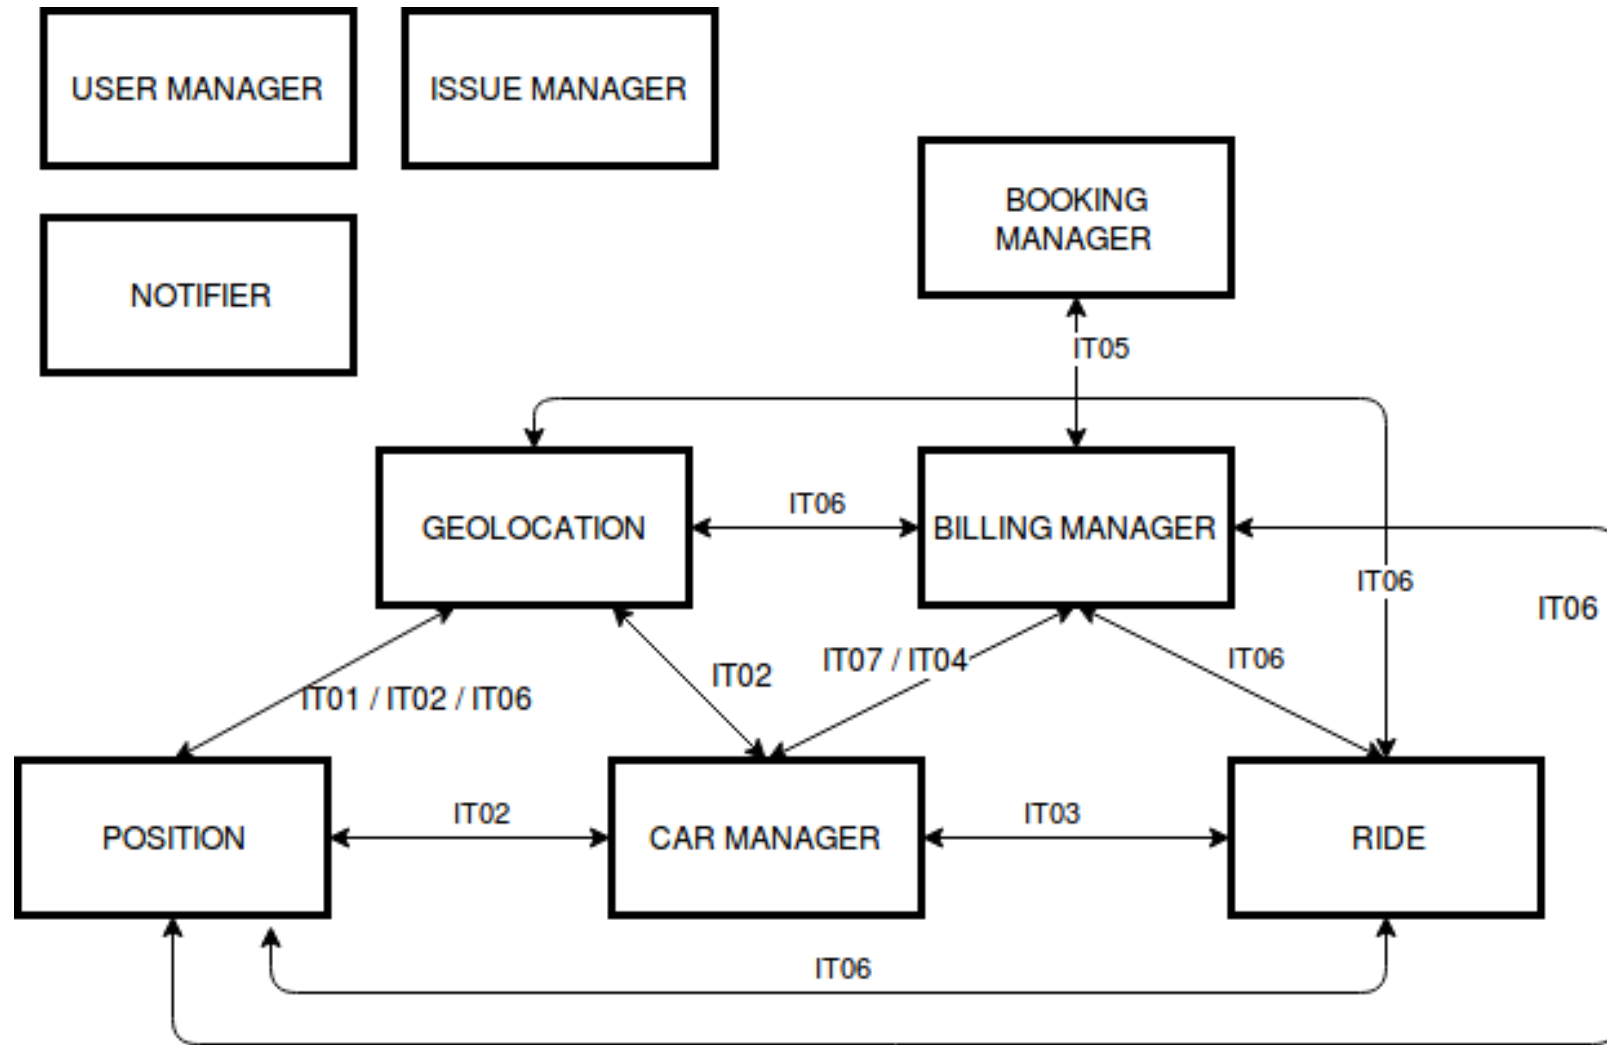 USER MANAGER
ISSUE MANAGER
BOOKING
MANAGER
NOTIFIER
IT05
GEOLOCATION
IT06
BILLING MANAGER
IT06
IT06
IT01 / IT02 / IT06
IT02
IT07 / IT04
IT06
POSITION
IT02
CAR MANAGER
IT03
RIDE
IT06